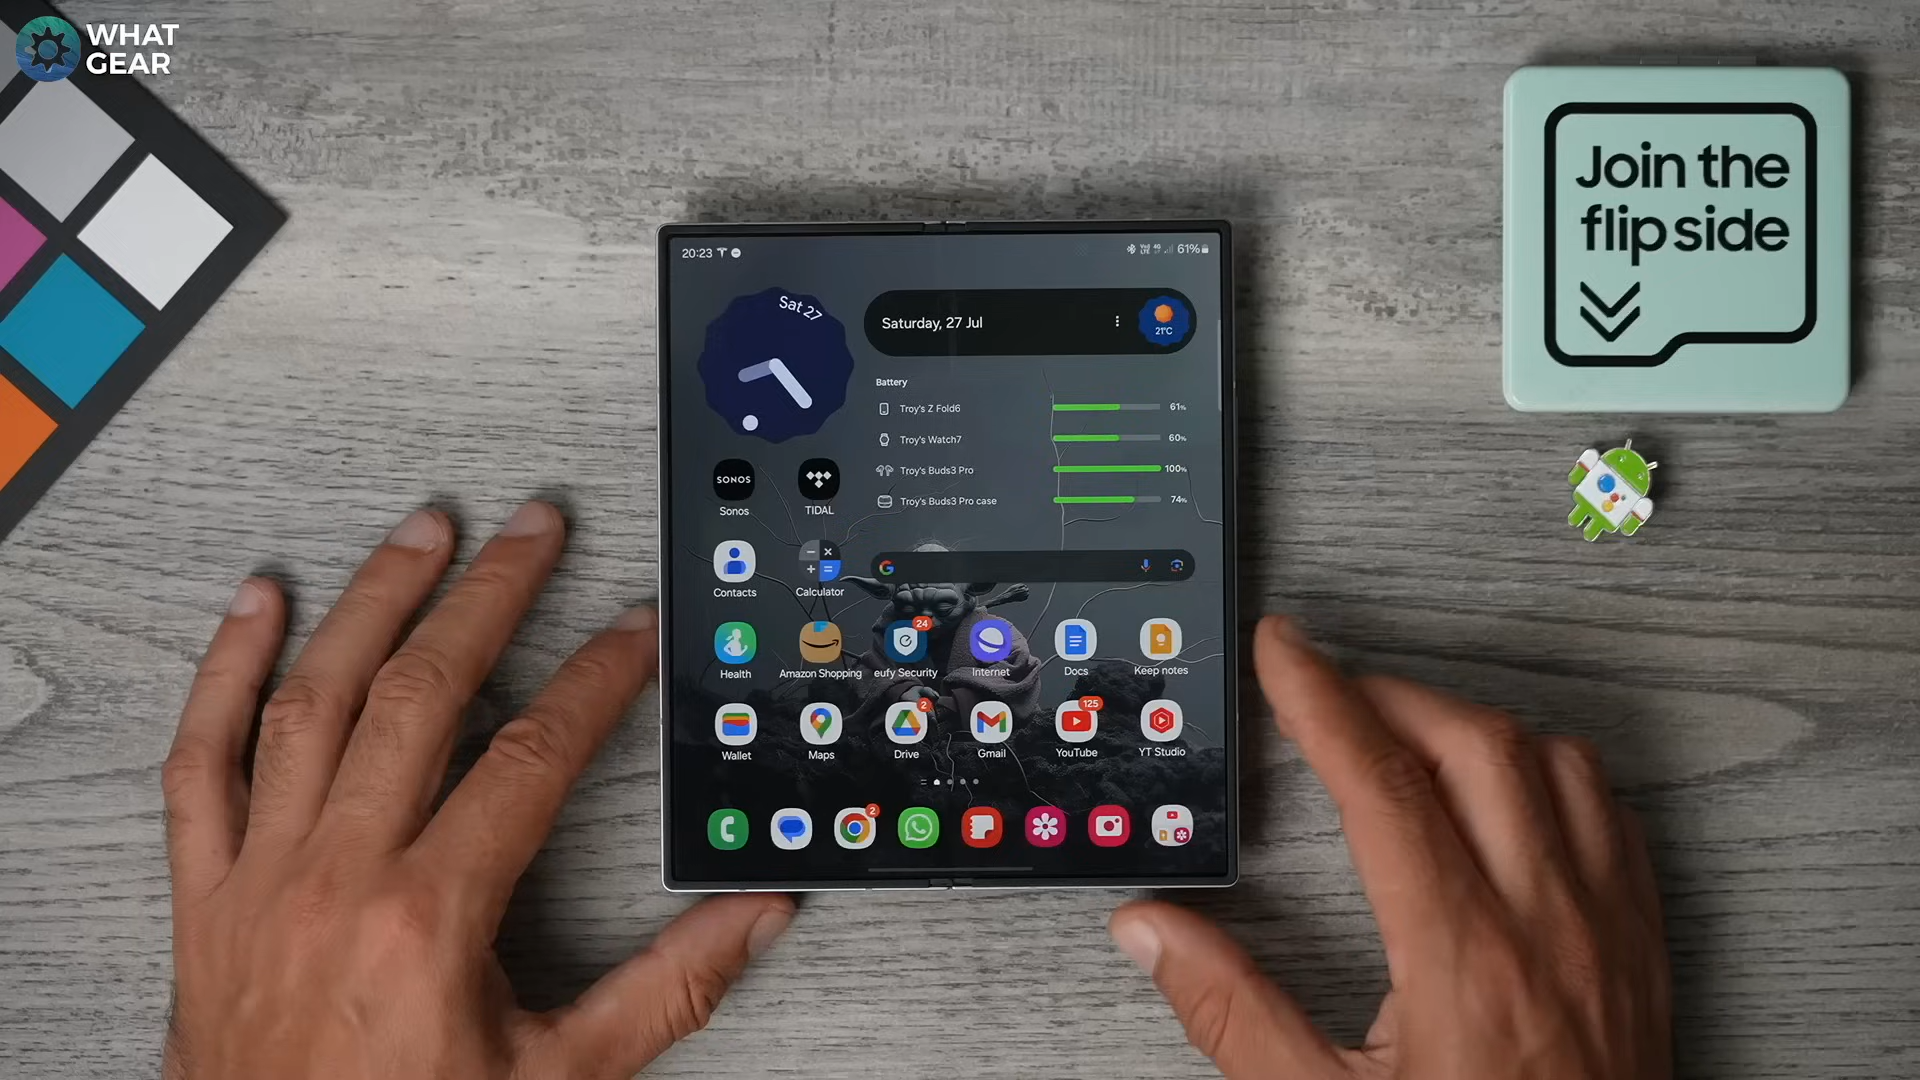 WHAT
GEAR
Join the
flip side
20:23
61%
Sat 27
Saturday, 27 Jul
21°C
Battery
Troy's Z Fold6
61%
Troy's Watch7
60%
Troy's Buds3 Pro
100%
Troy's Buds3 Pro case
74%
SONOS
Sonos
TIDAL
Contacts
Calculator
24
Health
Amazon Shopping
eufy Security
Internet
Docs
Keep notes
2
125
Wallet
Maps
Drive
Gmail
YouTube
YT Studio
2